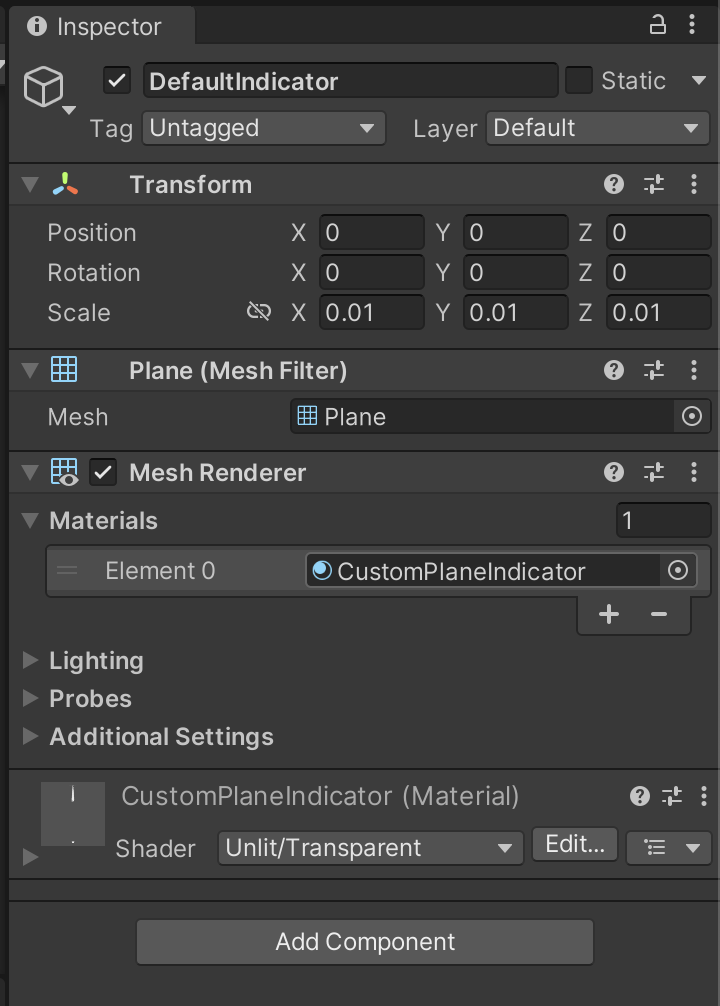 Inspector
DefaultIndicator Static
Tag Untagged Layer Default
Transform
Position X 0 Y 0 Z 0
Rotation X 0 Y 0 Z 0
Scale X 0.01 Y 0.01 Z 0.01
Plane (Mesh Filter)
Mesh Plane
Mesh Renderer
Materials 1
Element 0 CustomPlaneIndicator
Lighting
Probes
Additional Settings
CustomPlaneIndicator (Material)
Shader Unlit/Transparent Edit...
Add Component